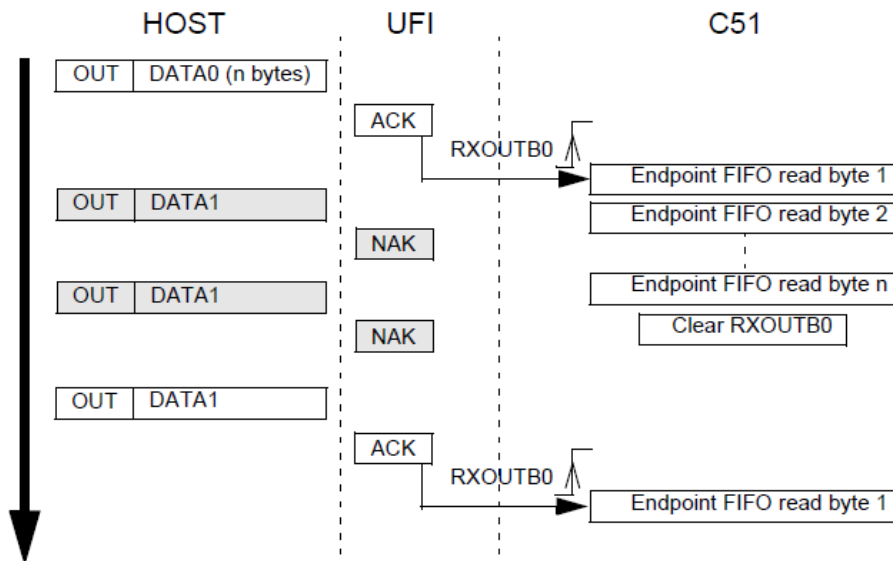 HOST UFI C51
OUT DATA0 (n bytes)
ACK
RXOUTB0
Endpoint FIFO read byte 1
OUT DATA1
Endpoint FIFO read byte 2
NAK
OUT DATA1
Endpoint FIFO read byte n
NAK
Clear RXOUTB0
OUT DATA1
ACK
RXOUTB0
Endpoint FIFO read byte 1